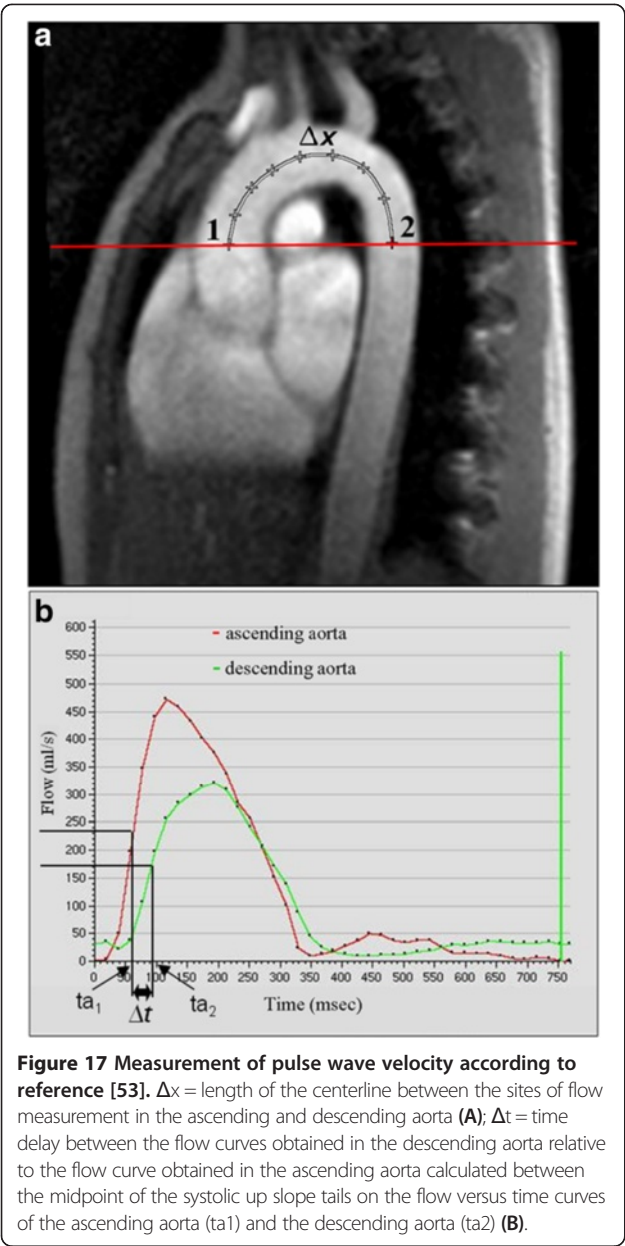 a
Δx
1
2
b
600
550
500
450
400
350
300
250
200
150
100
50
0
Flow (ml/s)
- ascending aorta
- descending aorta
0 50 100 150 200 250 300 350 400 450 500 550 600 650 700 750
ta1
Δt
ta2
Time (msec)
Figure 17 Measurement of pulse wave velocity according to
reference [53]. Δx = length of the centerline between the sites of flow
measurement in the ascending and descending aorta (A); Δt = time
delay between the flow curves obtained in the descending aorta relative
to the flow curve obtained in the ascending aorta calculated between
the midpoint of the systolic up slope tails on the flow versus time curves
of the ascending aorta (ta1) and the descending aorta (ta2) (B).